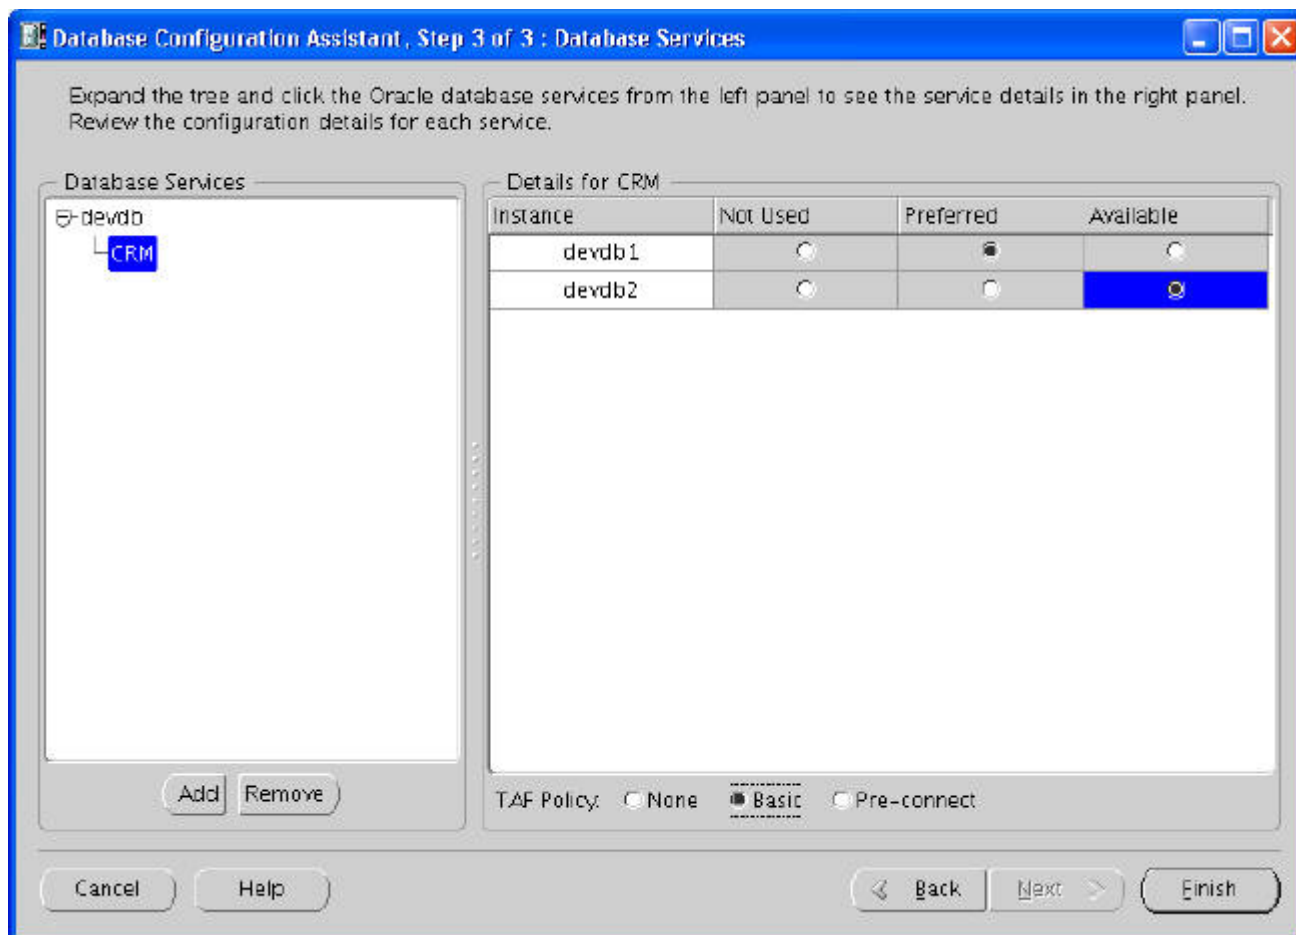 Database Configuration Assistant, Step 3 of 3 : Database Services
Expand the tree and click the Oracle database services from the left panel to see the service details in the right panel.
Review the configuration details for each service.
Database Services
devdb
CRM
Add Remove
Details for CRM
Instance Not Used Preferred Available
devdb1
devdb2
TAF Policy: None Basic Pre-connect
Cancel Help Back Next Finish